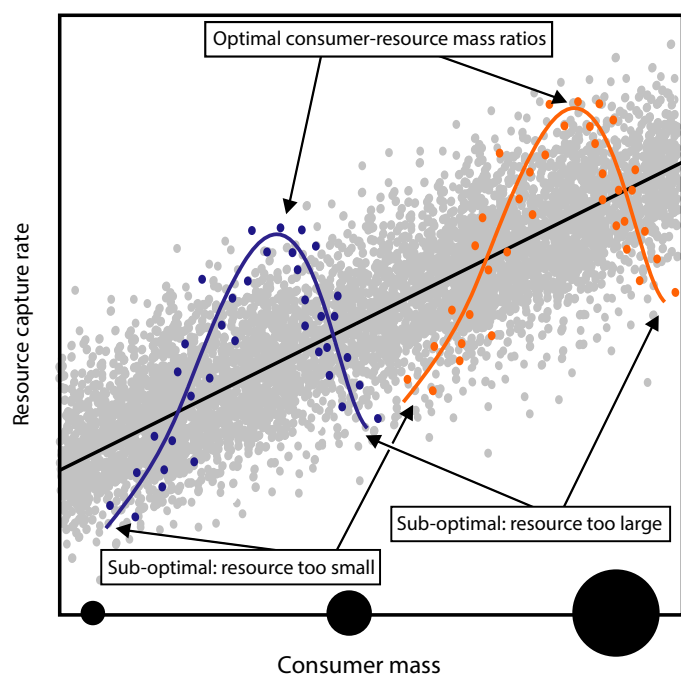 Optimal consumer-resource mass ratios
Resource capture rate
Sub-optimal: resource too large
Sub-optimal: resource too small
Consumer mass